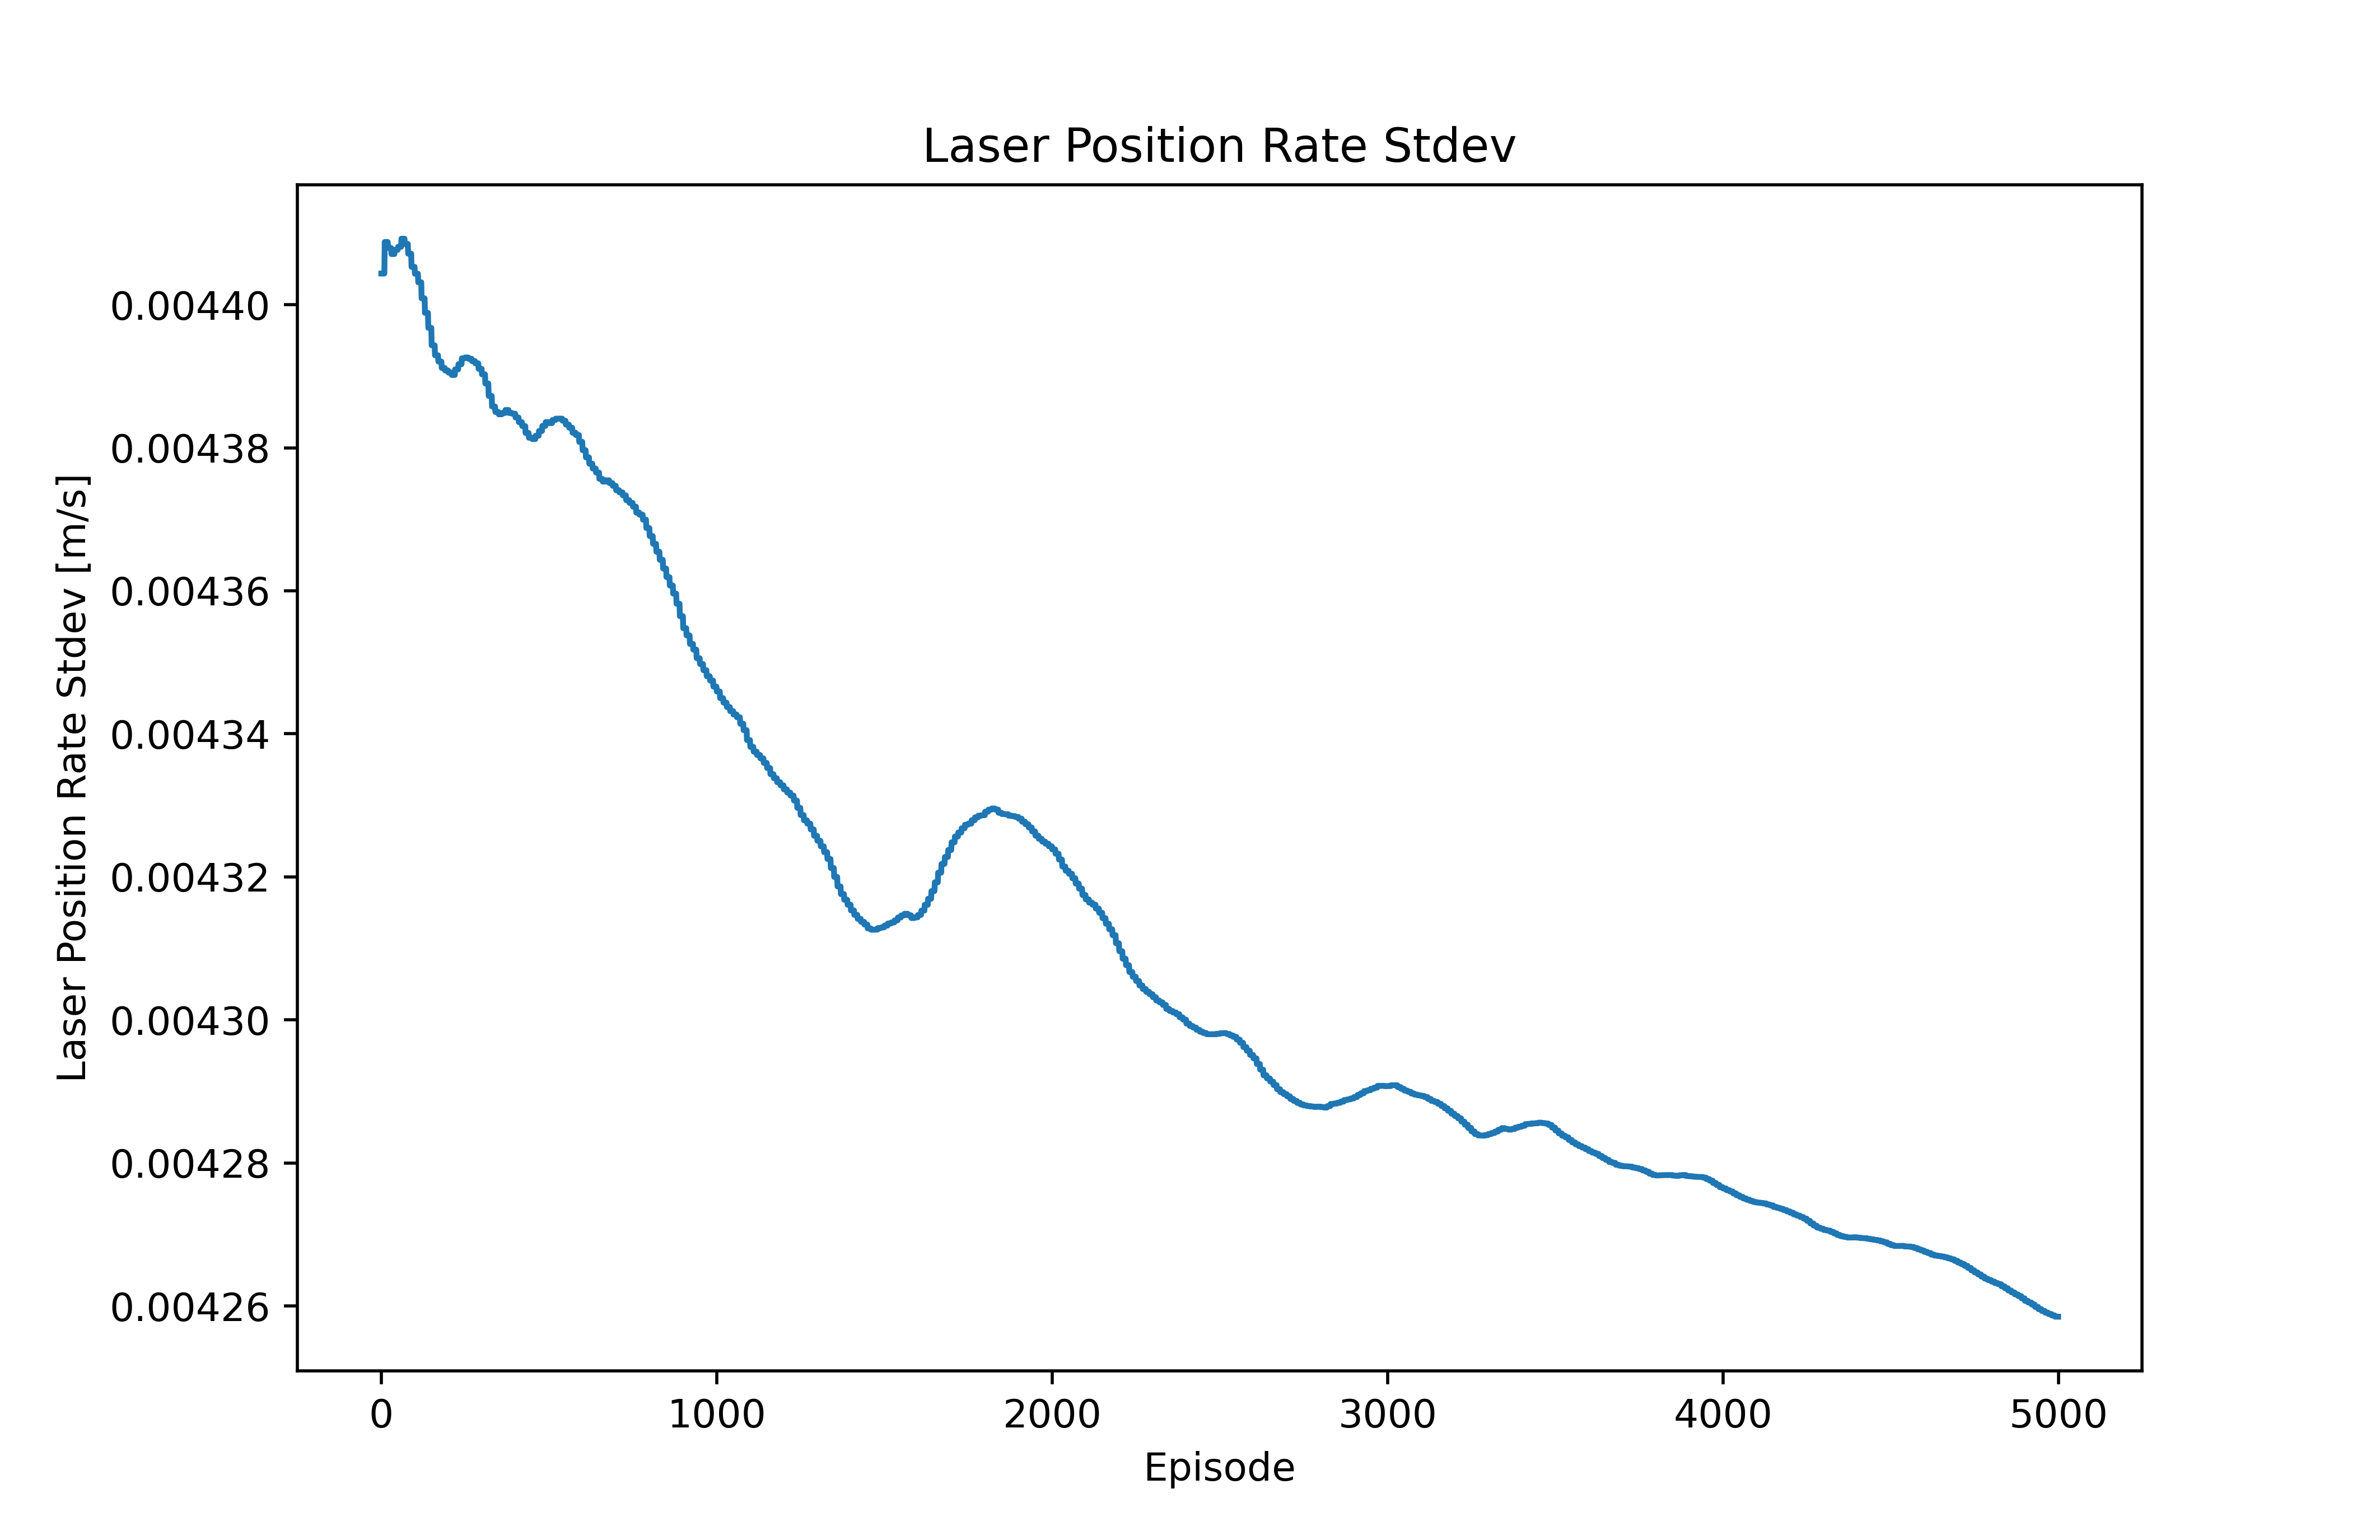 Laser Position Rate Stdev
Laser Position Rate Stdev [m/s]
0.00440
0.00438
0.00436
0.00434
0.00432
0.00430
0.00428
0.00426
0 1000 2000 3000 4000 5000
Episode